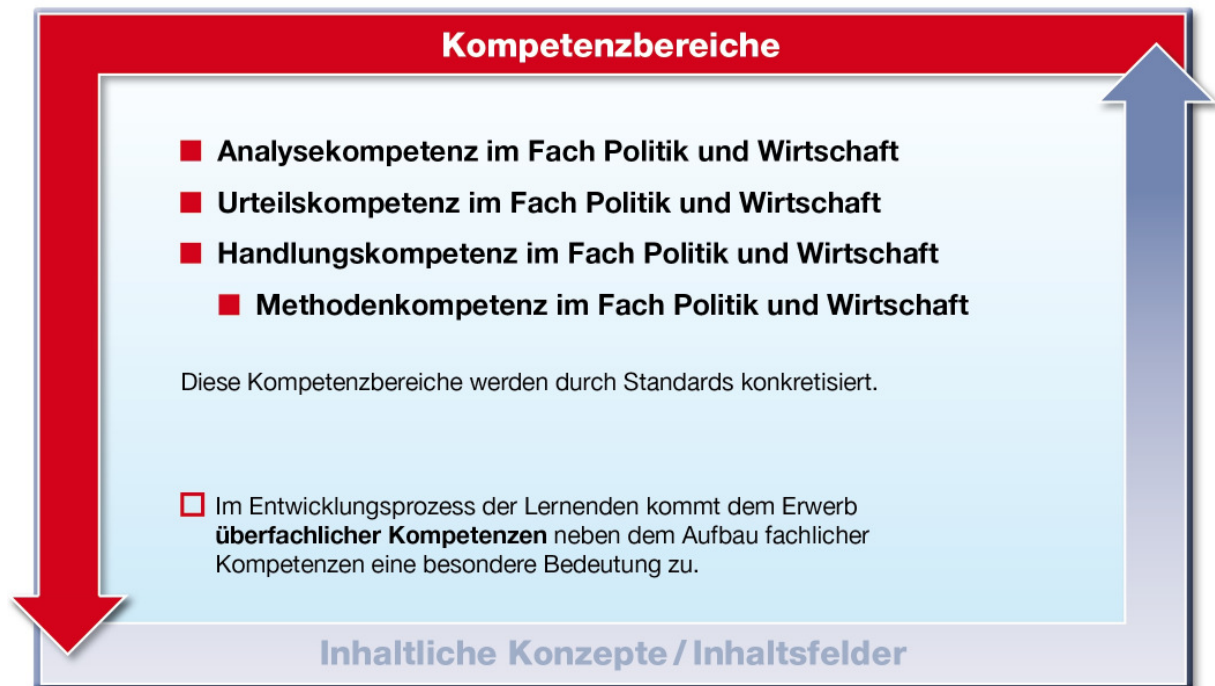 Kompetenzbereiche
Analysekompetenz im Fach Politik und Wirtschaft
Urteilskompetenz im Fach Politik und Wirtschaft
Handlungskompetenz im Fach Politik und Wirtschaft
Methodenkompetenz im Fach Politik und Wirtschaft
Diese Kompetenzbereiche werden durch Standards konkretisiert.
Im Entwicklungsprozess der Lernenden kommt dem Erwerb
überfachlicher Kompetenzen neben dem Aufbau fachlicher
Kompetenzen eine besondere Bedeutung zu.
Inhaltliche Konzepte / Inhaltsfelder